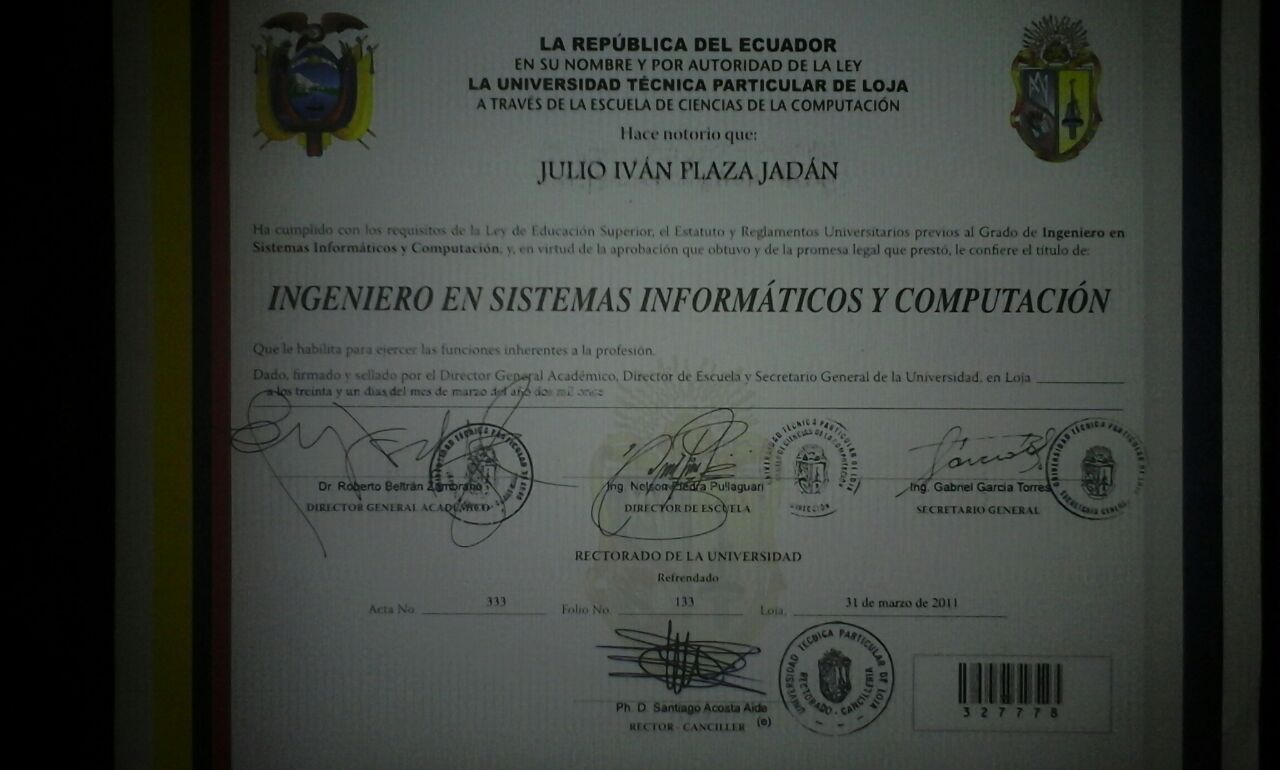 LA REPÚBLICA DEL ECUADOR
EN SU NOMBRE Y POR AUTORIDAD DE LA LEY
LA UNIVERSIDAD TÉCNICA PARTICULAR DE LOJA
A TRAVÉS DE LA ESCUELA DE CIENCIAS DE LA COMPUTACIÓN
Hace notorio que:
JULIO IVÁN PLAZA JADÁN
Ha cumplido con los requisitos de la Ley de Educación Superior, el Estatuto y Reglamentos Universitarios previos al Grado de Ingeniero en
Sistemas Informáticos y Computación, y, en virtud de la aprobación que obtuvo y de la promesa legal que prestó, le confiere el título de:
INGENIERO EN SISTEMAS INFORMÁTICOS Y COMPUTACIÓN
Que le habilita para ejercer las funciones inherentes a la profesión.
Dado, firmado y sellado por el Director General Académico, Director de Escuela y Secretario General de la Universidad, en Loja
a los treinta y un días del mes de marzo del año dos mil once
Dr. Roberto Beltrán Zambrano
DIRECTOR GENERAL ACADÉMICO
UNIVERSIDAD TÉCNICA PARTICULAR DE LOJA
Ing. Nelson Piedra Pullaguari
DIRECTOR DE ESCUELA
UNIVERSIDAD TÉCNICA PARTICULAR DE LOJA
ESCUELA DE CIENCIAS DE LA COMPUTACIÓN
DIRECCIÓN
Ing. Gabriel García Torres
SECRETARIO GENERAL
UNIVERSIDAD TÉCNICA PARTICULAR DE LOJA
SECRETARIA GENERAL
RECTORADO DE LA UNIVERSIDAD
Refrendado
Acta No. 333 Folio No. 133 Loja, 31 de marzo de 2011
Ph. D. Santiago Acosta Aide
(e)
RECTOR - CANCILLER
UNIVERSIDAD TECNICA PARTICULAR DE LOJA
RECTORADO - CANCILLERIA
327778